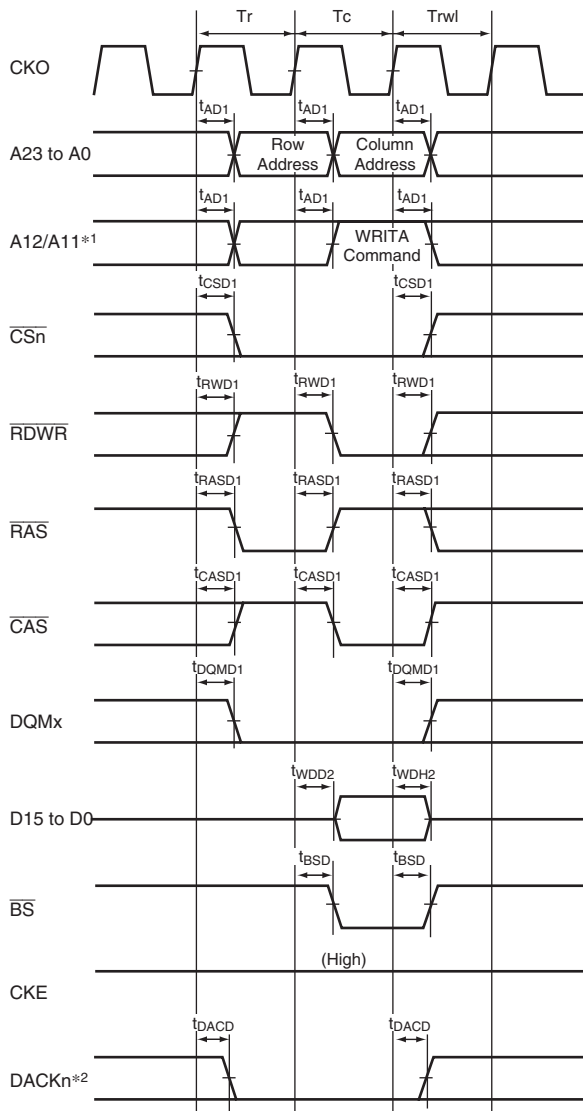 Tr Tc Trwl
CKO
tAD1 tAD1 tAD1
A23 to A0 Row Address Column Address
tAD1 tAD1 tAD1
A12/A11*1 WRITA Command
tCSD1 tCSD1
CSn
tRWD1 tRWD1 tRWD1
RDWR
tRASD1 tRASD1 tRASD1
RAS
tCASD1 tCASD1 tCASD1
CAS
tDQMD1 tDQMD1
DQMx
tWDD2 tWDH2
D15 to D0
tBSD tBSD
BS
(High)
CKE
tDACD tDACD
DACKn*2